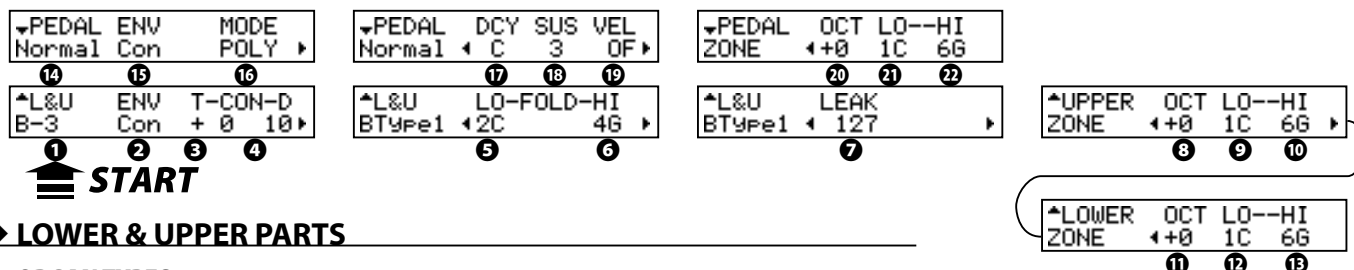 ▾PEDAL ENV MODE
Normal Con POLY ▸
⓮ ⓯ ⓰
▾PEDAL DCY SUS VEL
Normal ◂ C 3 OF▸
⓱ ⓲ ⓳
▾PEDAL OCT LO--HI
ZONE ◂+0 1C 6G
⓴ ㉑ ㉒
▴L&U ENV T-CON-D
B-3 Con + 0 10▸
❶ ❷ ❸ ❹
START
▴L&U LO-FOLD-HI
BType1 ◂2C 4G ▸
❺ ❻
▴L&U LEAK
BType1 ◂ 127 ▸
❼
▴UPPER OCT LO--HI
ZONE ◂+0 1C 6G ▸
❽ ❾ ❿
▴LOWER OCT LO--HI
ZONE ◂+0 1C 6G
⓫ ⓬ ⓭
LOWER & UPPER PARTS